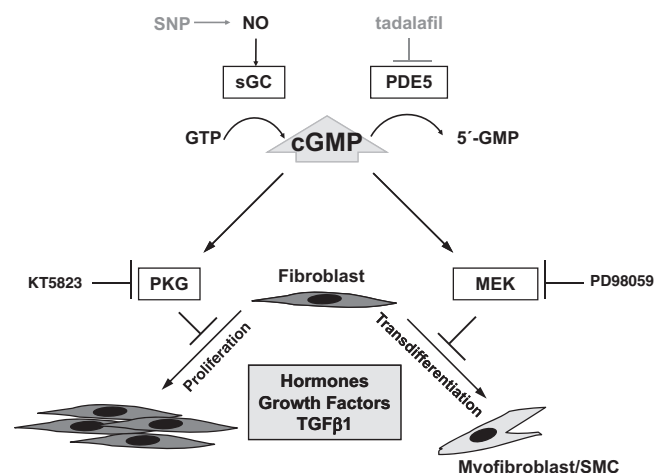 SNP NO tadalafil
sGC PDE5
GTP cGMP 5´-GMP
KT5823 PKG Fibroblast MEK PD98059
Proliferation Transdifferentiation
Hormones
Growth Factors
TGFβ1
Myofibroblast/SMC